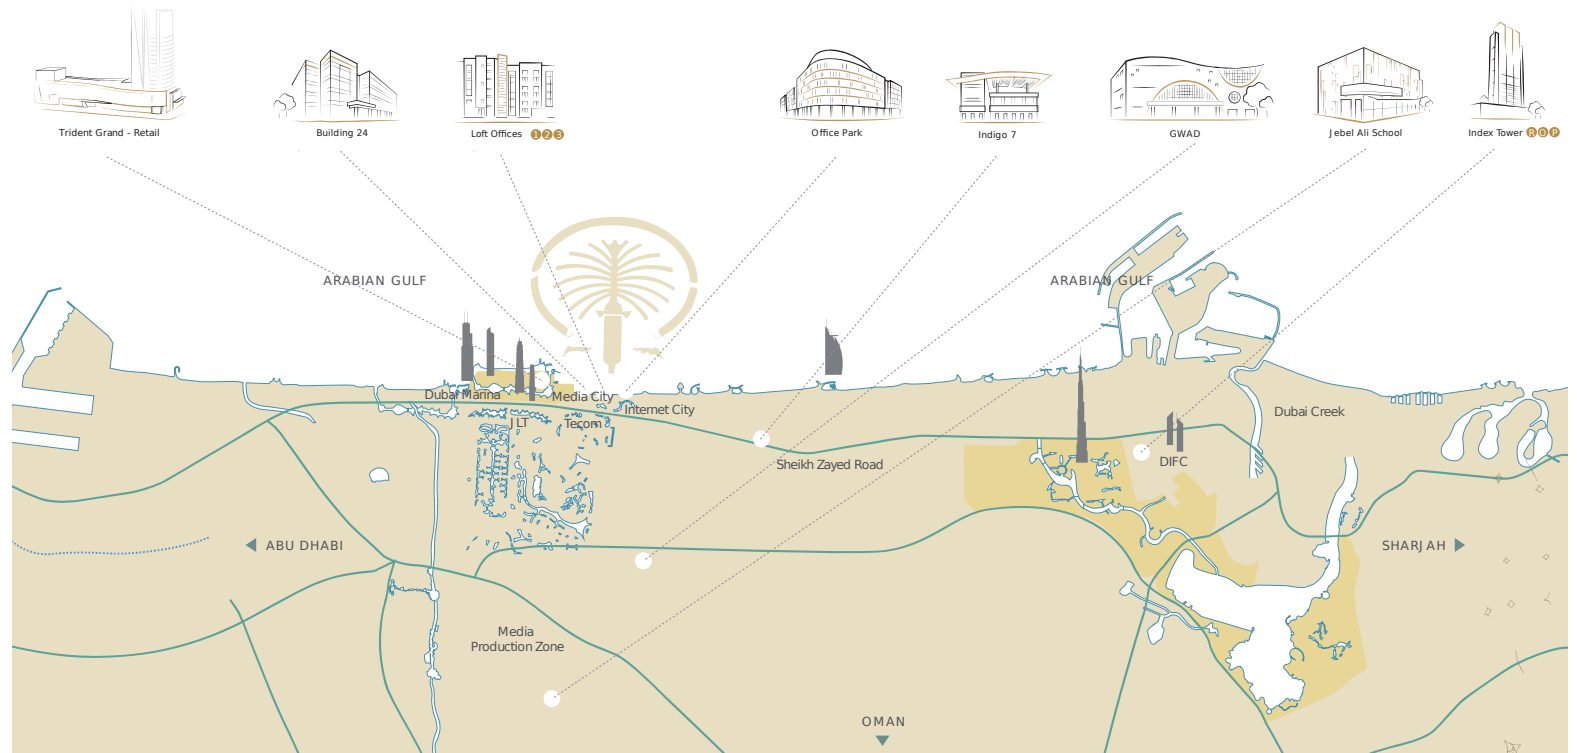 Trident Grand - Retail
Building 24
Loft Offices 1 2 3
Office Park
Indigo 7
GWAD
Jebel Ali School
Index Tower R O P
ARABIAN GULF
ARABIAN GULF
Dubai Marina
Media City
Internet City
JLT
Tecom
Dubai Creek
Sheikh Zayed Road
DIFC
ABU DHABI
SHARJAH
Media
Production Zone
OMAN